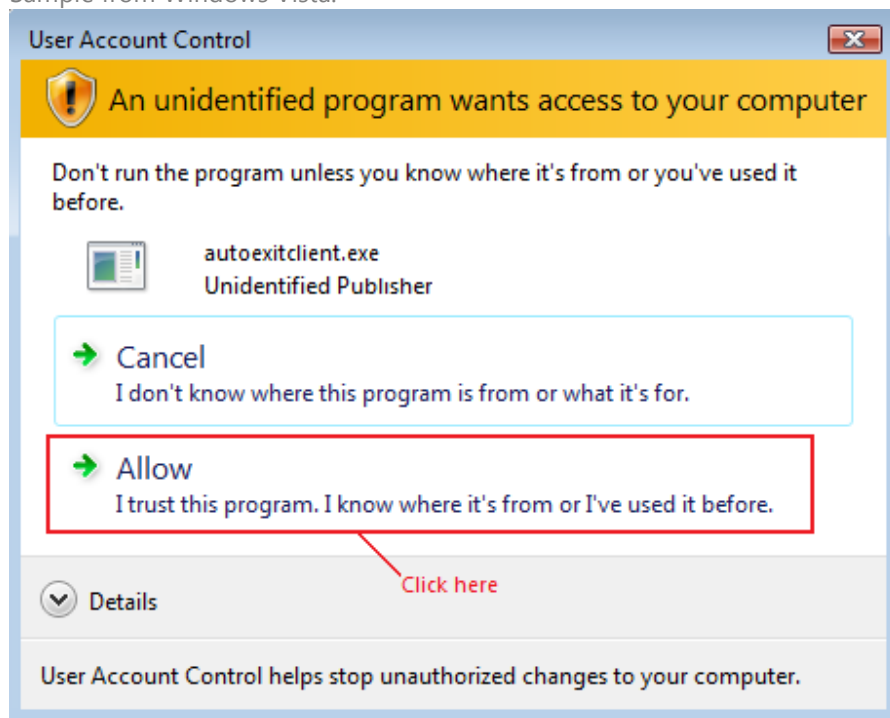 Sample from Windows Vista.
User Account Control
An unidentified program wants access to your computer
Don't run the program unless you know where it's from or you've used it
before.
autoexitclient.exe
Unidentified Publisher
Cancel
I don't know where this program is from or what it's for.
Allow
I trust this program. I know where it's from or I've used it before.
Click here
Details
User Account Control helps stop unauthorized changes to your computer.